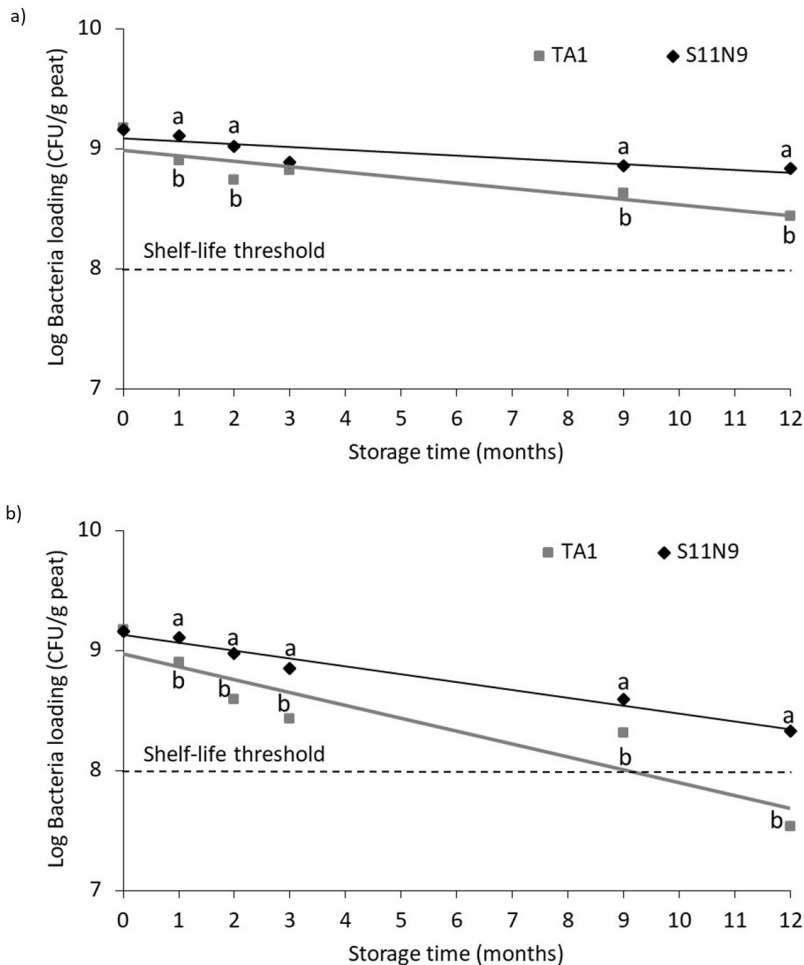 a)
10
TA1 S11N9
a a
9 a a
b b b b
Shelf-life threshold
8
7
0 1 2 3 4 5 6 7 8 9 10 11 12
Storage time (months)
Log Bacteria loading (CFU/g peat)
b)
10
TA1 S11N9
a a a
9 a
b b b a
Shelf-life threshold b
8
b
7
0 1 2 3 4 5 6 7 8 9 10 11 12
Storage time (months)
Log Bacteria loading (CFU/g peat)